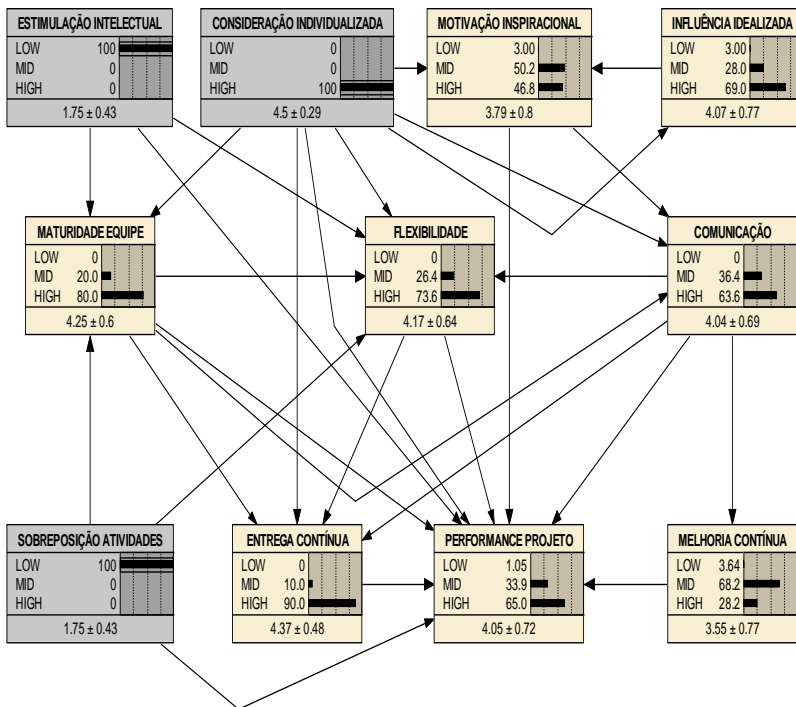 ESTIMULAÇÃO INTELECTUAL
LOW 100
MID 0
HIGH 0
1.75 ± 0.43
CONSIDERAÇÃO INDIVIDUALIZADA
LOW 0
MID 0
HIGH 100
4.5 ± 0.29
MOTIVAÇÃO INSPIRACIONAL
LOW 3.00
MID 50.2
HIGH 46.8
3.79 ± 0.8
INFLUÊNCIA IDEALIZADA
LOW 3.00
MID 28.0
HIGH 69.0
4.07 ± 0.77
MATURIDADE EQUIPE
LOW 0
MID 20.0
HIGH 80.0
4.25 ± 0.6
FLEXIBILIDADE
LOW 0
MID 26.4
HIGH 73.6
4.17 ± 0.64
COMUNICAÇÃO
LOW 0
MID 36.4
HIGH 63.6
4.04 ± 0.69
SOBREPOSIÇÃO ATIVIDADES
LOW 100
MID 0
HIGH 0
1.75 ± 0.43
ENTREGA CONTÍNUA
LOW 0
MID 10.0
HIGH 90.0
4.37 ± 0.48
PERFORMANCE PROJETO
LOW 1.05
MID 33.9
HIGH 65.0
4.05 ± 0.72
MELHORIA CONTÍNUA
LOW 3.64
MID 68.2
HIGH 28.2
3.55 ± 0.77